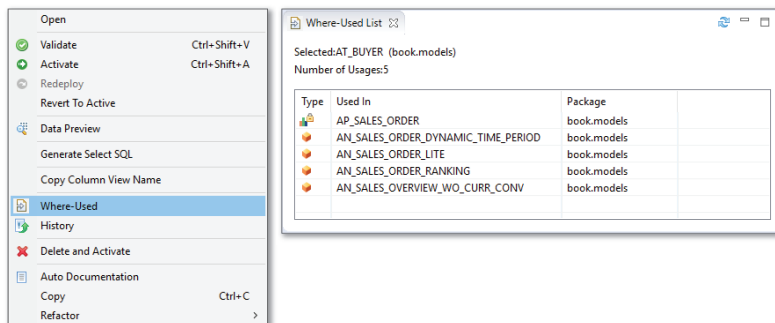 Open
Validate Ctrl+Shift+V
Activate Ctrl+Shift+A
Redeploy
Revert To Active
Data Preview
Generate Select SQL
Copy Column View Name
Where-Used
History
Delete and Activate
Auto Documentation
Copy Ctrl+C
Refactor
Where-Used List
Selected:AT_BUYER (book.models)
Number of Usages:5
Type Used In Package
AP_SALES_ORDER book.models
AN_SALES_ORDER_DYNAMIC_TIME_PERIOD book.models
AN_SALES_ORDER_LITE book.models
AN_SALES_ORDER_RANKING book.models
AN_SALES_OVERVIEW_WO_CURR_CONV book.models